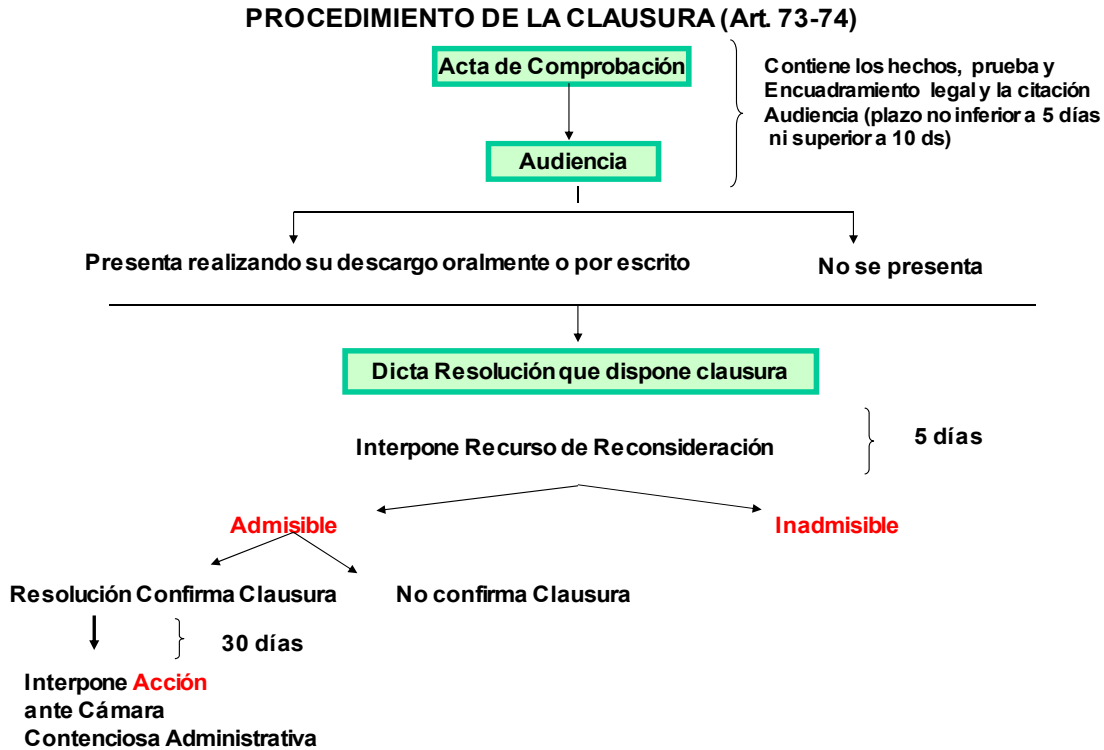 PROCEDIMIENTO DE LA CLAUSURA (Art. 73-74)
Acta de Comprobación
Contiene los hechos, prueba y
Encuadramiento legal y la citación
Audiencia (plazo no inferior a 5 días
ni superior a 10 ds)
Audiencia
Presenta realizando su descargo oralmente o por escrito
No se presenta
Dicta Resolución que dispone clausura
Interpone Recurso de Reconsideración
5 días
Admisible
Inadmisible
Resolución Confirma Clausura
No confirma Clausura
30 días
Interpone Acción
ante Cámara
Contenciosa Administrativa